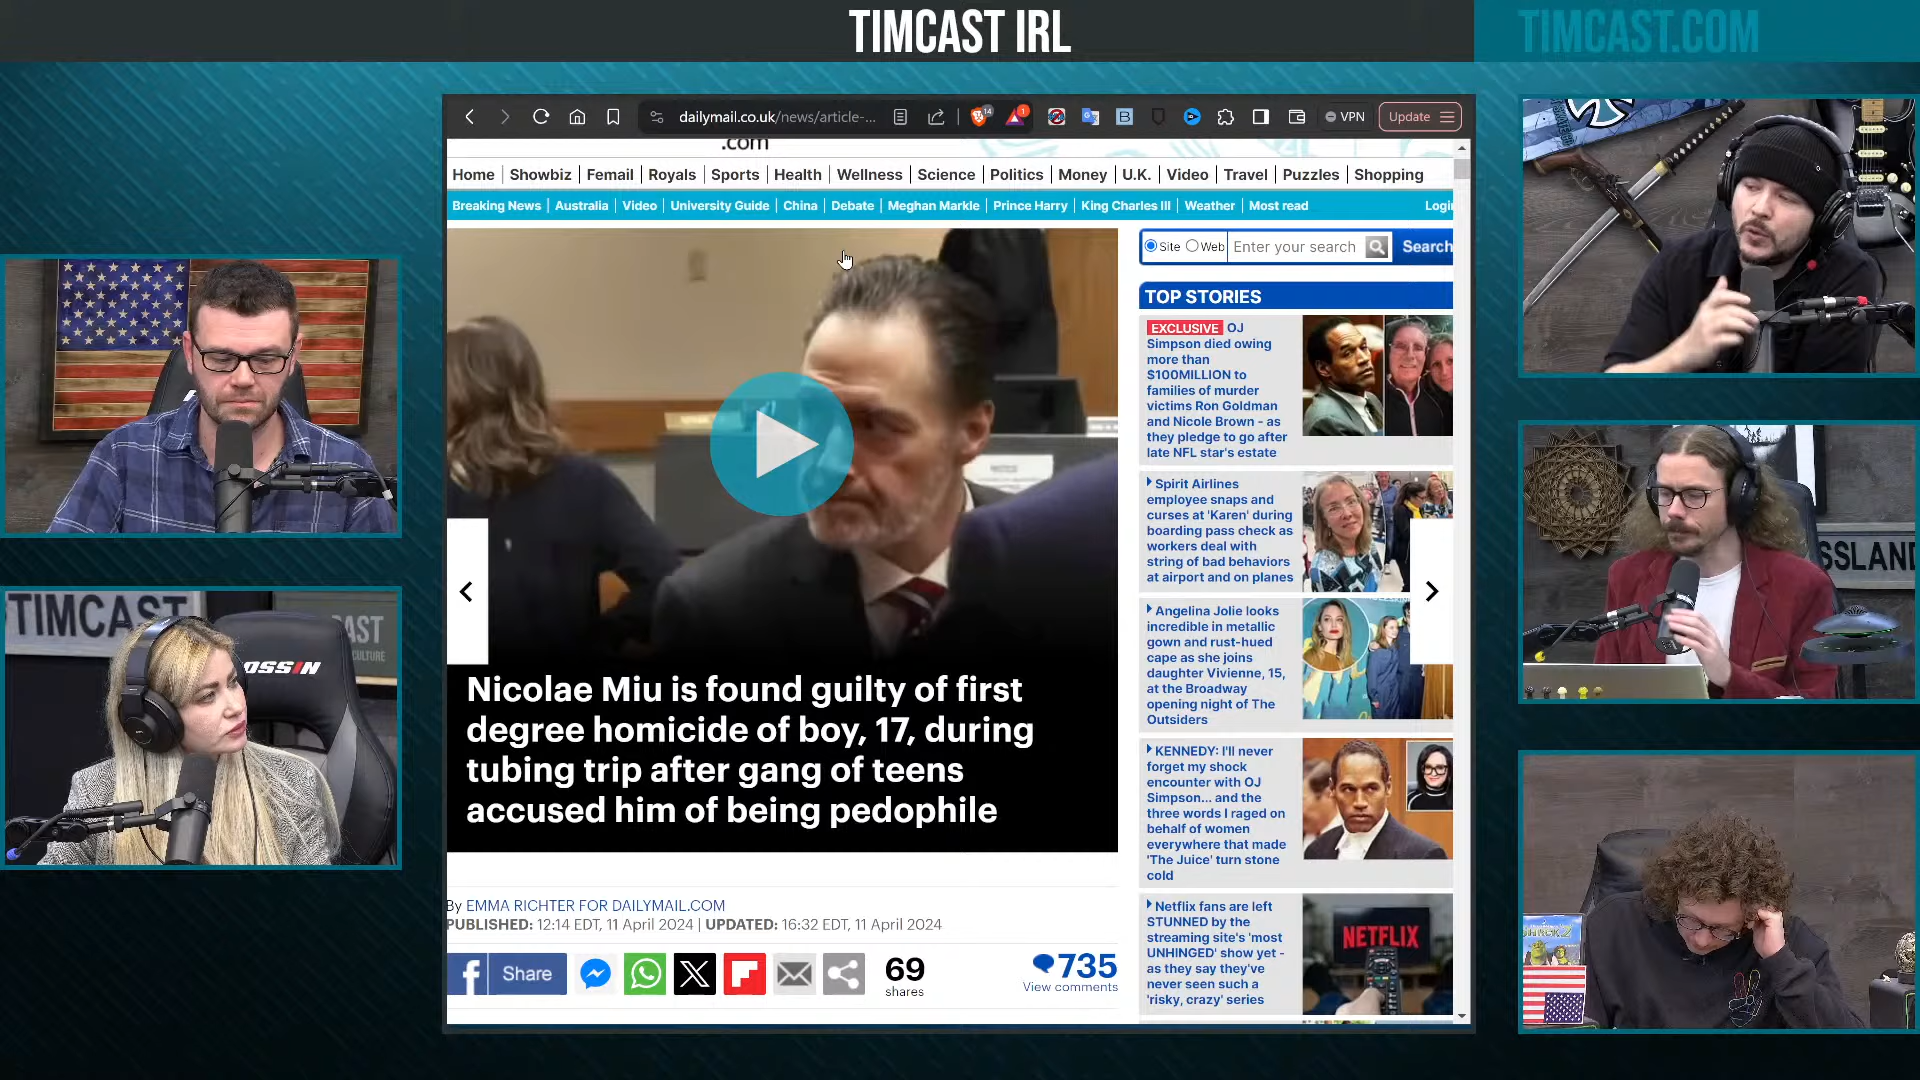 TIMCAST IRL
TIMCAST.COM
dailymail.co.uk/news/article-...
14
1
VPN
Update
.com
Home
Showbiz
Femail
Royals
Sports
Health
Wellness
Science
Politics
Money
U.K.
Video
Travel
Puzzles
Shopping
Breaking News
Australia
Video
University Guide
China
Debate
Meghan Markle
Prince Harry
King Charles III
Weather
Most read
Login
Site
Web
Enter your search
Search
TOP STORIES
EXCLUSIVE OJ
Simpson died owing
more than
$100MILLION to
families of murder
victims Ron Goldman
and Nicole Brown - as
they pledge to go after
late NFL star's estate
Spirit Airlines
employee snaps and
curses at 'Karen' during
boarding pass check as
workers deal with
string of bad behaviors
at airport and on planes
Angelina Jolie looks
incredible in metallic
gown and rust-hued
cape as she joins
daughter Vivienne, 15,
at the Broadway
opening night of The
Outsiders
KENNEDY: I'll never
forget my shock
encounter with OJ
Simpson... and the
three words I raged on
behalf of women
everywhere that made
'The Juice' turn stone
cold
Netflix fans are left
STUNNED by the
streaming site's 'most
UNHINGED' show yet -
as they say they've
never seen such a
'risky, crazy' series
NETFLIX
Nicolae Miu is found guilty of first
degree homicide of boy, 17, during
tubing trip after gang of teens
accused him of being pedophile
By EMMA RICHTER FOR DAILYMAIL.COM
PUBLISHED: 12:14 EDT, 11 April 2024 | UPDATED: 16:32 EDT, 11 April 2024
Share
69
shares
735
View comments
TIMCAST
CAST
CULTURE
OSSIN
SSLAND
SHREK 2